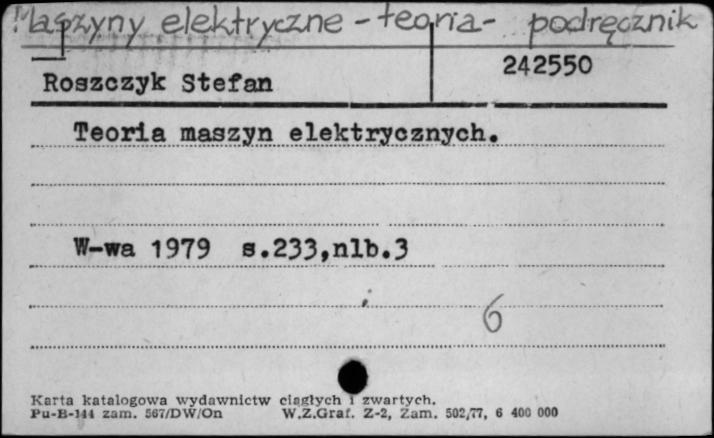 Maszyny elektryczne - teoria - podręcznik
242550
Roszczyk Stefan
Teoria maszyn elektrycznych.
W-wa 1979 s.233,nlb.3
6
Karta katalogowa wydawnictw ciągłych i zwartych.
Pu-B-144 zam. 567/DW/On W.Z.Graf. Z-2, Zam. 502/77, 6 400 000